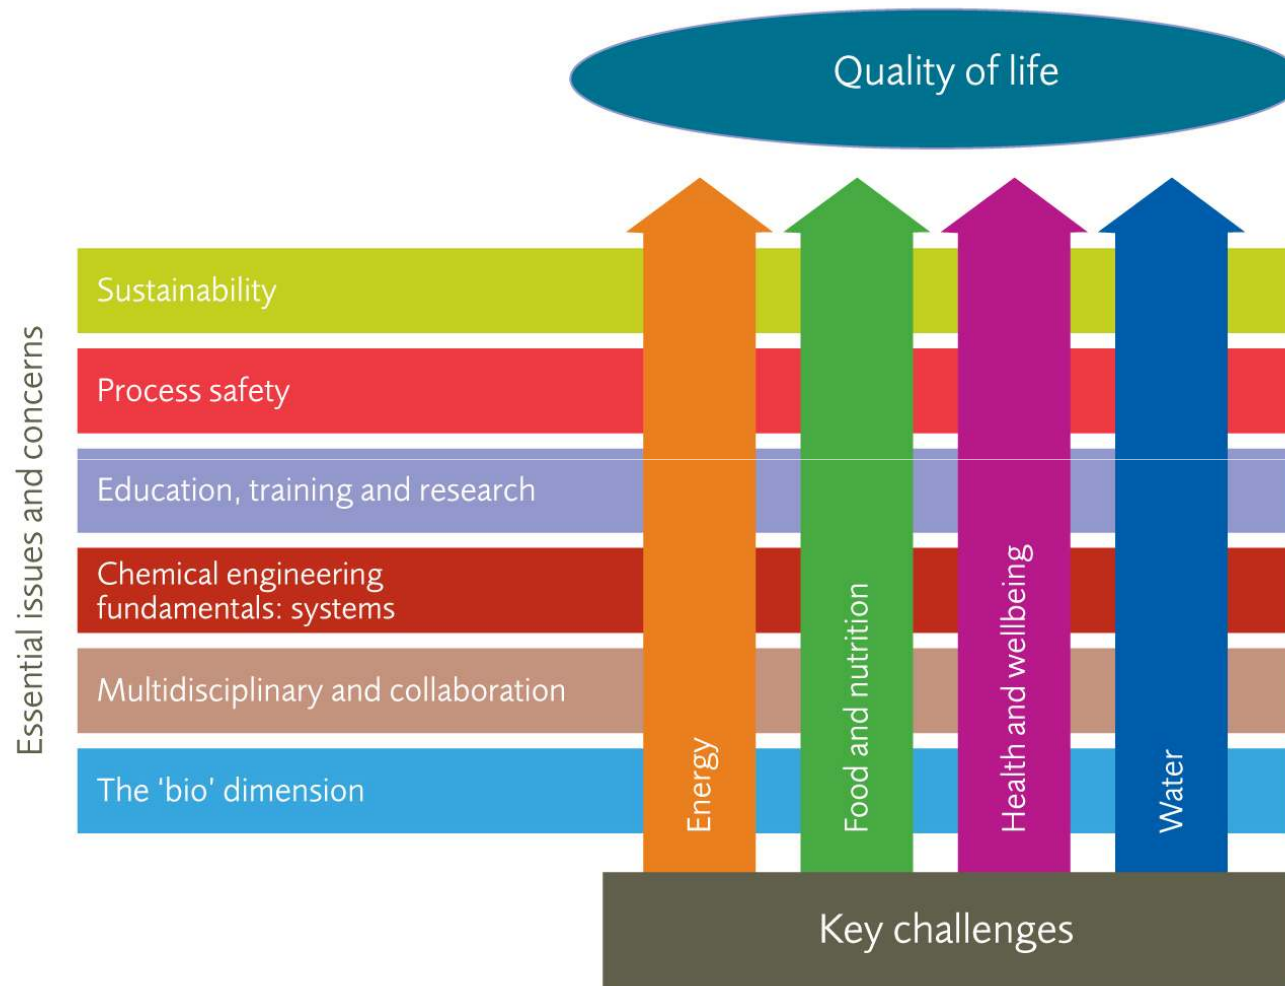 Quality of life
Essential issues and concerns
Sustainability
Process safety
Education, training and research
Chemical engineering
fundamentals: systems
Multidisciplinary and collaboration
The ‘bio’ dimension
Energy
Food and nutrition
Health and wellbeing
Water
Key challenges